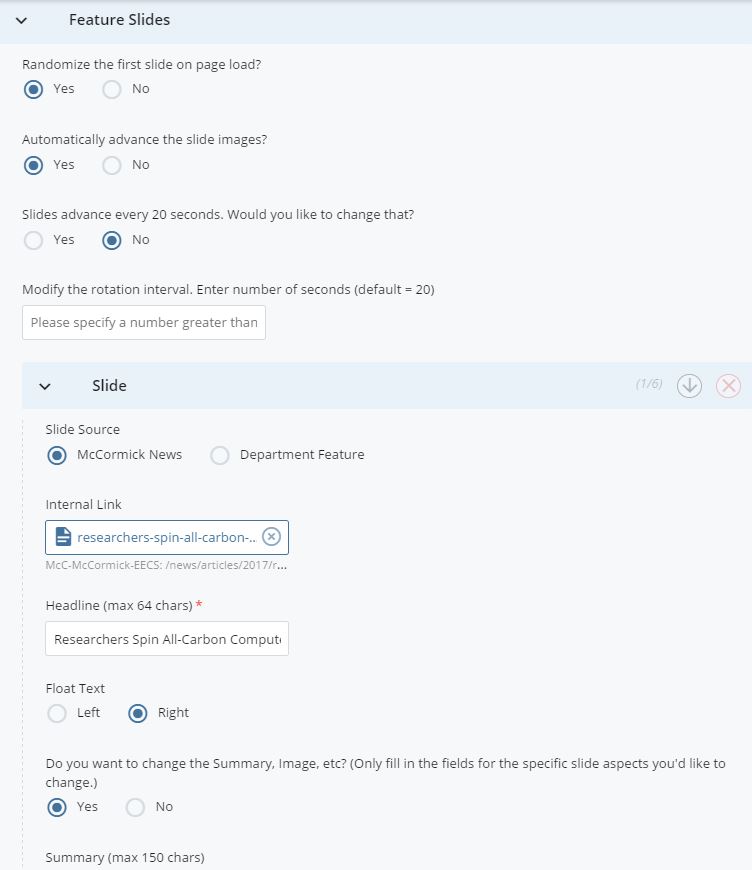 Feature Slides
Randomize the first slide on page load?
Yes No
Automatically advance the slide images?
Yes No
Slides advance every 20 seconds. Would you like to change that?
Yes No
Modify the rotation interval. Enter number of seconds (default = 20)
Please specify a number greater than
Slide (1/6)
Slide Source
McCormick News Department Feature
Internal Link
researchers-spin-all-carbon-...
McC-McCormick-EECS: /news/articles/2017/r...
Headline (max 64 chars) *
Researchers Spin All-Carbon Compute
Float Text
Left Right
Do you want to change the Summary, Image, etc? (Only fill in the fields for the specific slide aspects you'd like to
change.)
Yes No
Summary (max 150 chars)